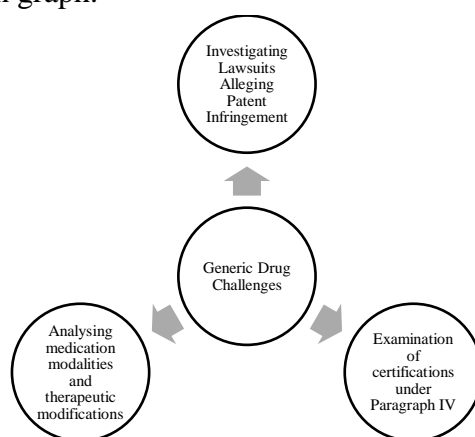 graph.
Investigating
Lawsuits
Alleging
Patent
Infringement
Generic Drug
Challenges
Analysing
medication
modalities
and
therapeutic
modifications
Examination
of
certifications
under
Paragraph IV